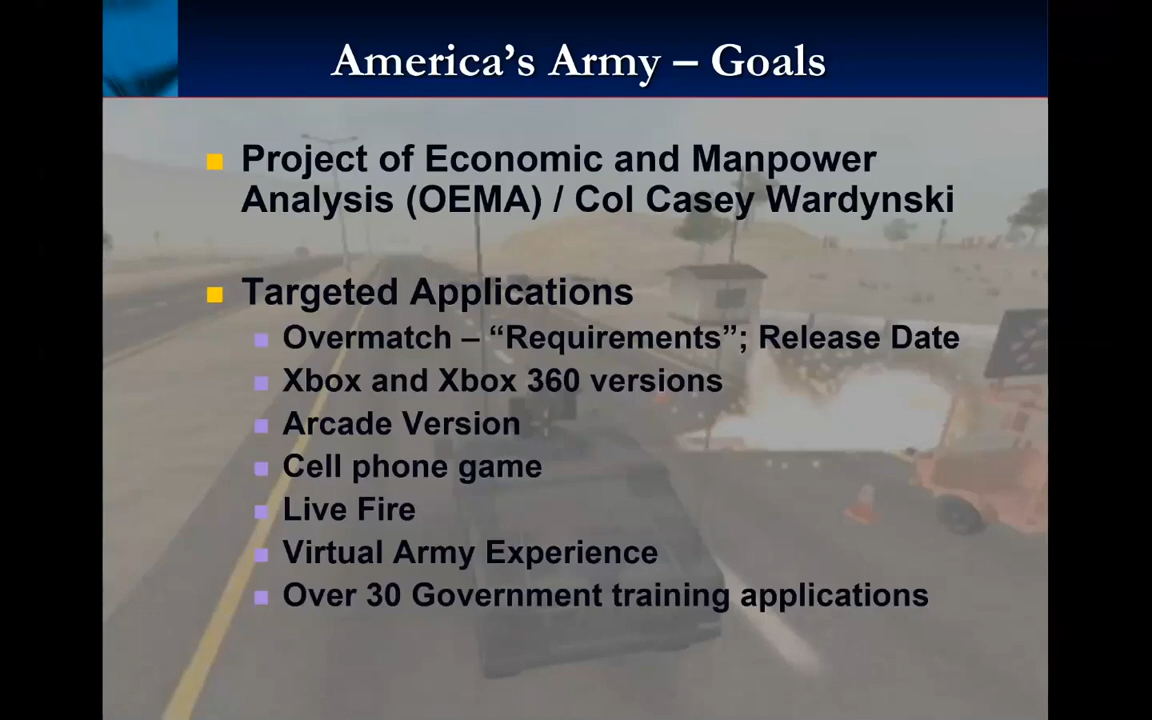 America’s Army – Goals
Project of Economic and Manpower
Analysis (OEMA) / Col Casey Wardynski
Targeted Applications
Overmatch – “Requirements”; Release Date
Xbox and Xbox 360 versions
Arcade Version
Cell phone game
Live Fire
Virtual Army Experience
Over 30 Government training applications